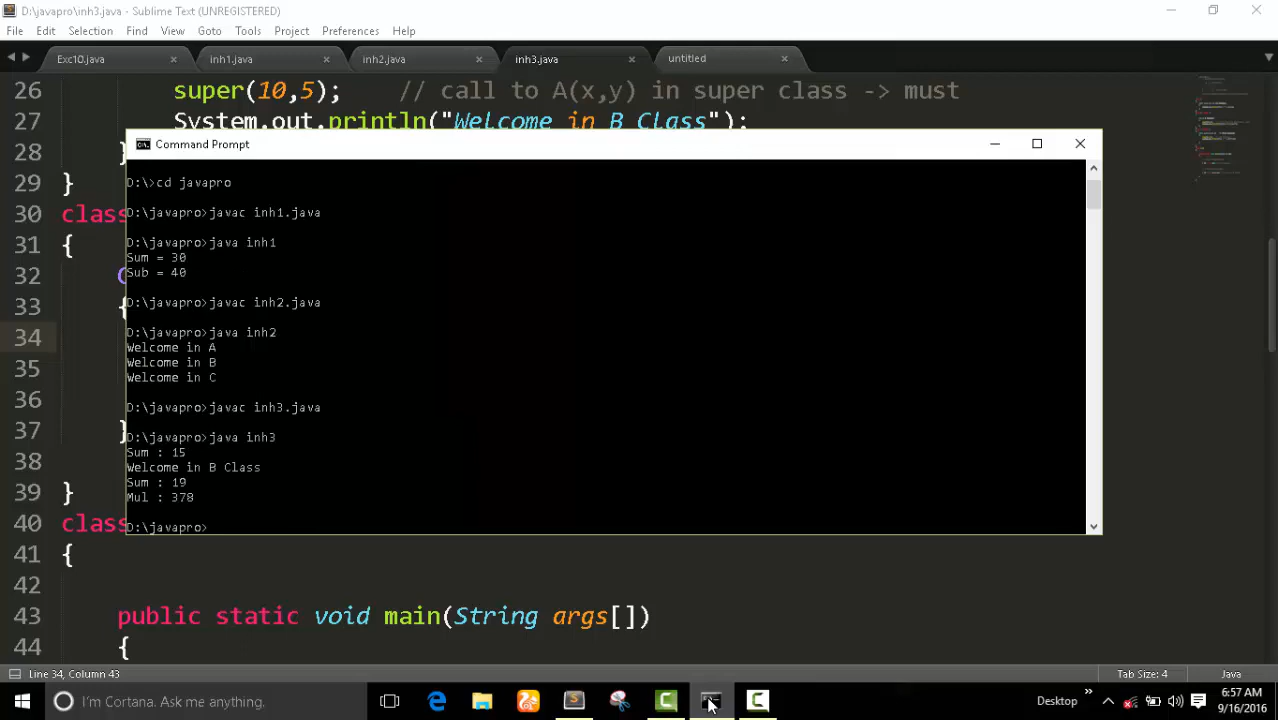 D:\javapro\inh3.java - Sublime Text (UNREGISTERED)
File Edit Selection Find View Goto Tools Project Preferences Help
Exc10.java inh1.java inh2.java inh3.java untitled
26 super(10,5); // call to A(x,y) in super class -> must
27 System.out.println("Welcome in B Class");
28 }
29 }
30 class
31 {
32
33 {
34
35
36
37 }
38
39 }
40 class
41 {
42
43 public static void main(String args[])
44 {
Command Prompt
D:\>cd javapro
D:\javapro>javac inh1.java
D:\javapro>java inh1
Sum = 30
Sub = 40
D:\javapro>javac inh2.java
D:\javapro>java inh2
Welcome in A
Welcome in B
Welcome in C
D:\javapro>javac inh3.java
D:\javapro>java inh3
Sum : 15
Welcome in B Class
Sum : 19
Mul : 378
D:\javapro>
Line 34, Column 43 Tab Size: 4 Java
I'm Cortana. Ask me anything. Desktop 6:57 AM
9/16/2016